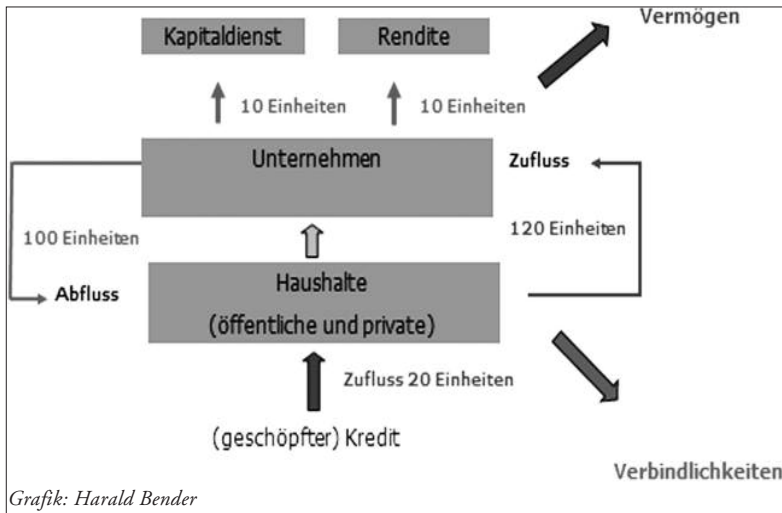 Vermögen
Kapitaldienst
Rendite
10 Einheiten
10 Einheiten
Unternehmen
Zufluss
100 Einheiten
120 Einheiten
Abfluss
Haushalte
(öffentliche und private)
Zufluss 20 Einheiten
(geschöpfter) Kredit
Verbindlichkeiten
Grafik: Harald Bender